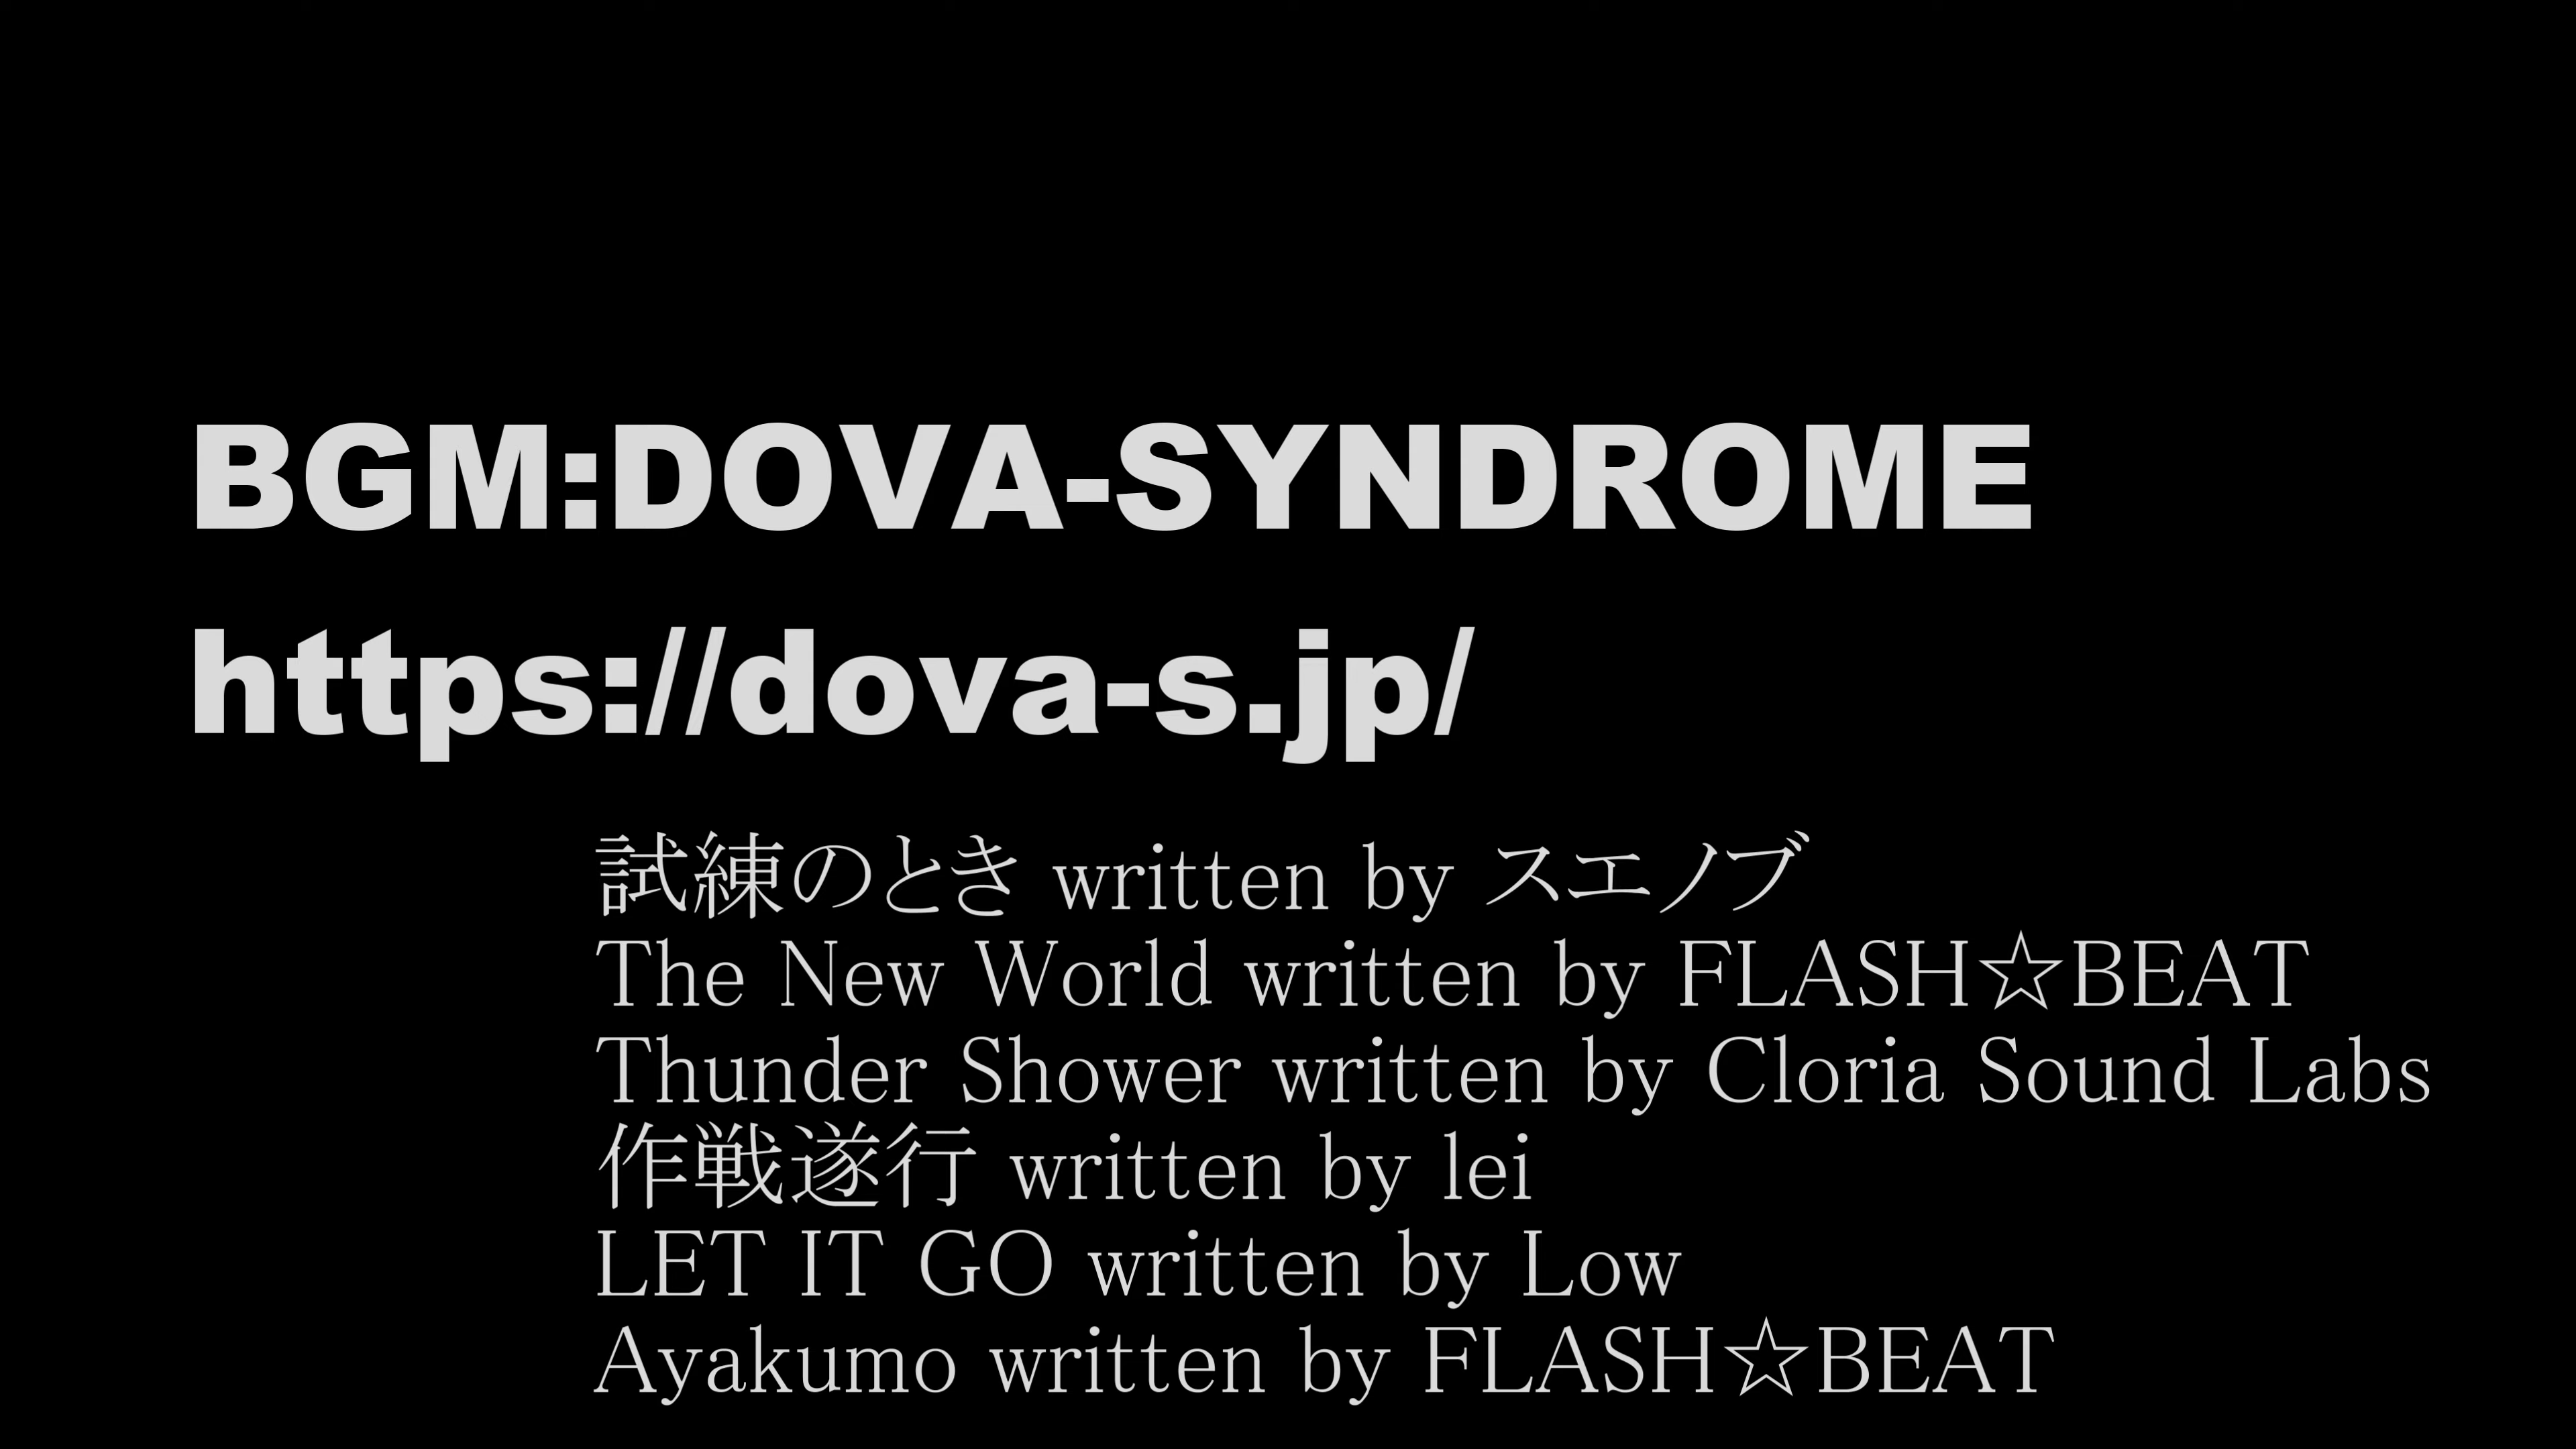 BGM:DOVA-SYNDROME
https://dova-s.jp/
試練のとき written by スエノブ
The New World written by FLASH☆BEAT
Thunder Shower written by Cloria Sound Labs
作戦遂行 written by lei
LET IT GO written by Low
Ayakumo written by FLASH☆BEAT